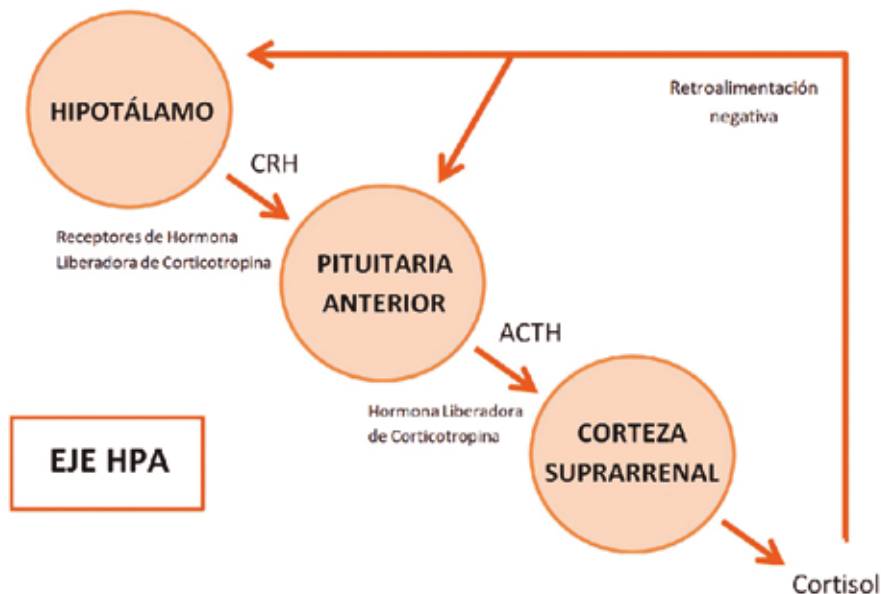 HIPOTÁLAMO
Retroalimentación
negativa
CRH
Receptores de Hormona
Liberadora de Corticotropina
PITUITARIA
ANTERIOR
ACTH
Hormona Liberadora
de Corticotropina
CORTEZA
SUPRARRENAL
EJE HPA
Cortisol